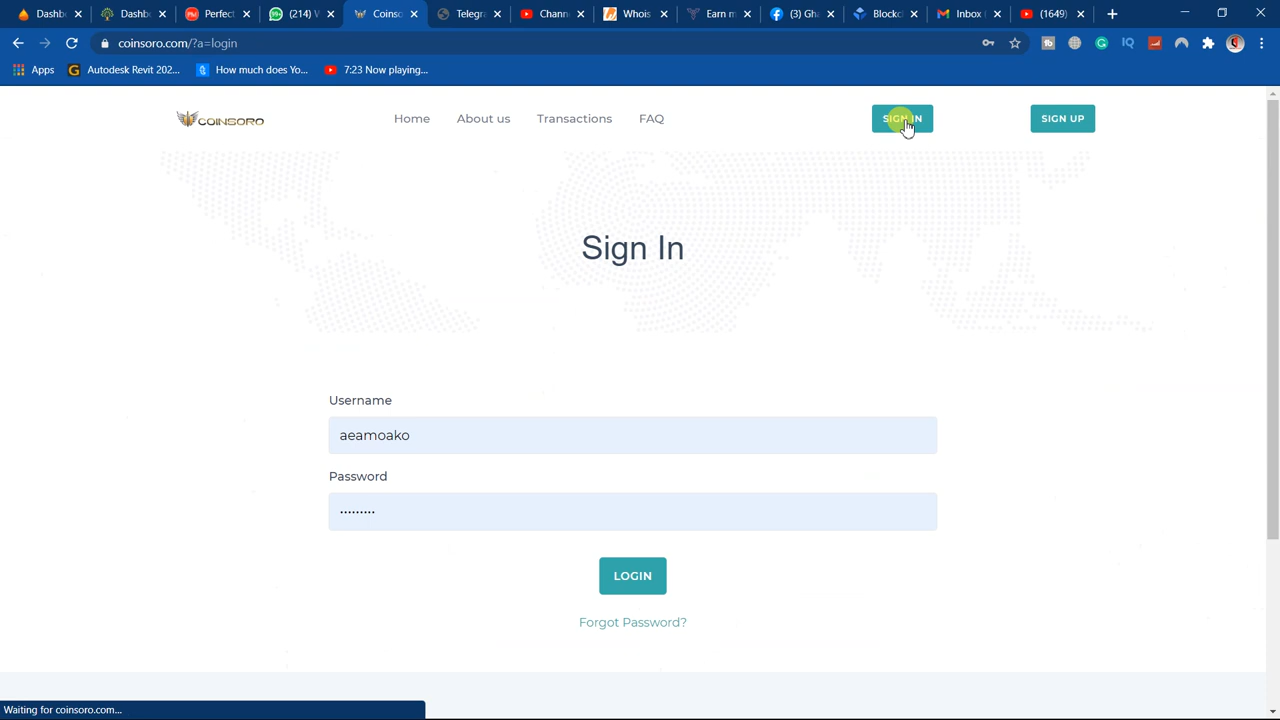 Dashb
Dashb
Perfect
(214) W
Coinso
Telegra
Chann
Whois
Earn m
(3) Gha
BlockC
Inbox (
(1649)
coinsoro.com/?a=login
Apps
Autodesk Revit 202...
How much does Yo...
7:23 Now playing...
COINSORO
Home
About us
Transactions
FAQ
SIGN IN
SIGN UP
Sign In
Username
aeamoako
Password
•••••••••
LOGIN
Forgot Password?
Waiting for coinsoro.com...